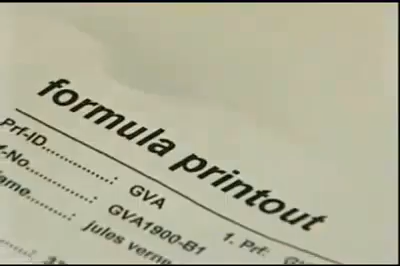 formula printout
Prf-ID..............: GVA
-No..............: GVA1900-B1
ame..............: jules verne
1. Prf: